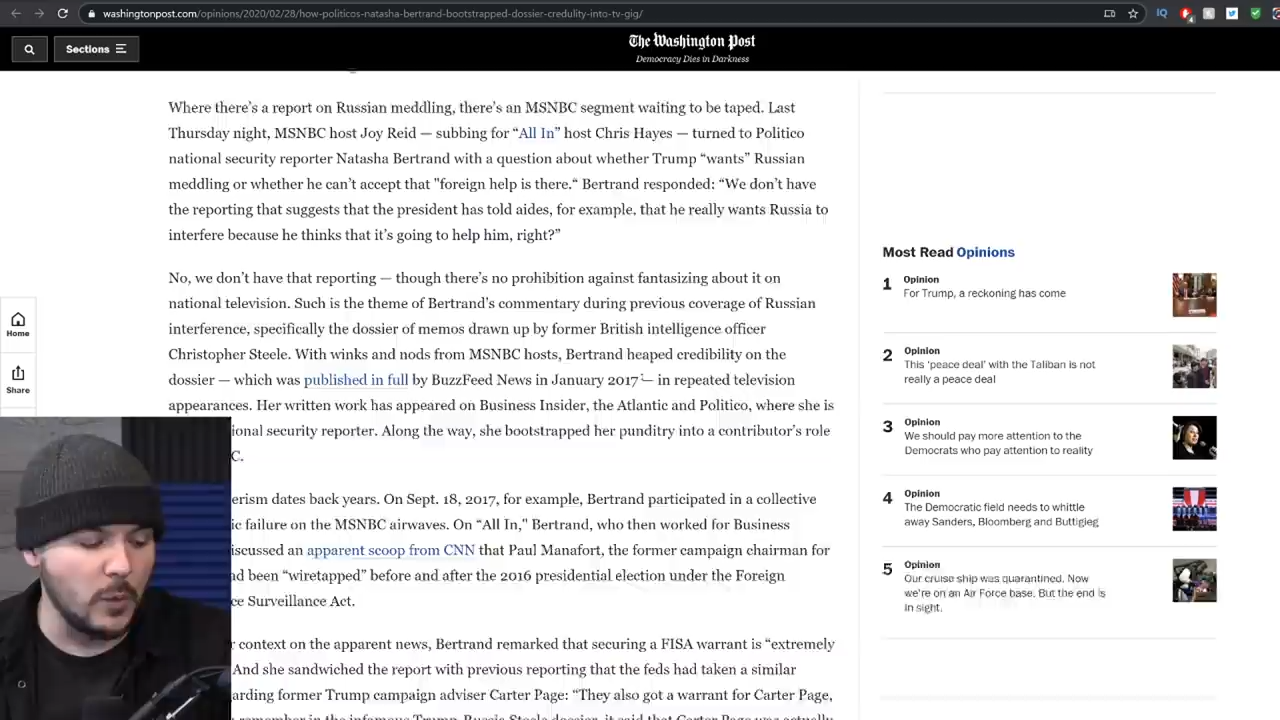 washingtonpost.com/opinions/2020/02/28/how-politicos-natasha-bertrand-bootstrapped-dossier-credulity-into-tv-gig/
Sections
The Washington Post
Democracy Dies in Darkness
Where there's a report on Russian meddling, there's an MSNBC segment waiting to be taped. Last
Thursday night, MSNBC host Joy Reid — subbing for “All In” host Chris Hayes — turned to Politico
national security reporter Natasha Bertrand with a question about whether Trump “wants” Russian
meddling or whether he can’t accept that "foreign help is there.“ Bertrand responded: “We don’t have
the reporting that suggests that the president has told aides, for example, that he really wants Russia to
interfere because he thinks that it’s going to help him, right?”
No, we don’t have that reporting — though there’s no prohibition against fantasizing about it on
national television. Such is the theme of Bertrand’s commentary during previous coverage of Russian
interference, specifically the dossier of memos drawn up by former British intelligence officer
Christopher Steele. With winks and nods from MSNBC hosts, Bertrand heaped credibility on the
dossier — which was published in full by BuzzFeed News in January 2017 — in repeated television
appearances. Her written work has appeared on Business Insider, the Atlantic and Politico, where she is
ional security reporter. Along the way, she bootstrapped her punditry into a contributor’s role
C.
erism dates back years. On Sept. 18, 2017, for example, Bertrand participated in a collective
ic failure on the MSNBC airwaves. On “All In,” Bertrand, who then worked for Business
iscussed an apparent scoop from CNN that Paul Manafort, the former campaign chairman for
ad been “wiretapped” before and after the 2016 presidential election under the Foreign
ce Surveillance Act.
r context on the apparent news, Bertrand remarked that securing a FISA warrant is “extremely
And she sandwiched the report with previous reporting that the feds had taken a similar
arding former Trump campaign adviser Carter Page: “They also got a warrant for Carter Page,
Home
Share
Most Read Opinions
1
Opinion
For Trump, a reckoning has come
2
Opinion
This ‘peace deal’ with the Taliban is not
really a peace deal
3
Opinion
We should pay more attention to the
Democrats who pay attention to reality
4
Opinion
The Democratic field needs to whittle
away Sanders, Bloomberg and Buttigieg
5
Opinion
Our cruise ship was quarantined. Now
we're on an Air Force base. But the end is
in sight.